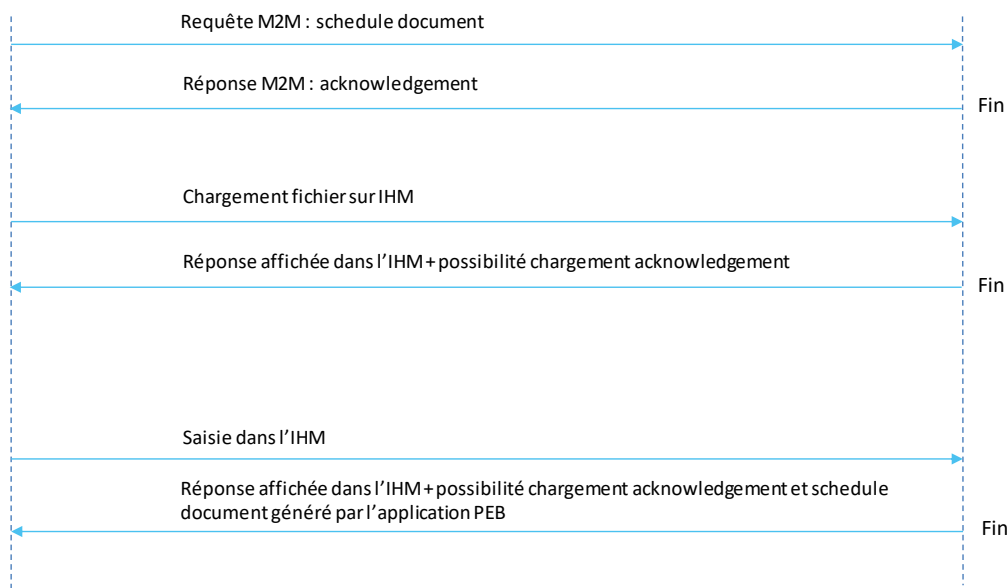 Requête M2M : schedule document
Réponse M2M : acknowledgement
Fin
Chargement fichier sur IHM
Réponse affichée dans l'IHM + possibilité chargement acknowledgement
Fin
Saisie dans l'IHM
Réponse affichée dans l'IHM + possibilité chargement acknowledgement et schedule
document généré par l'application PEB
Fin